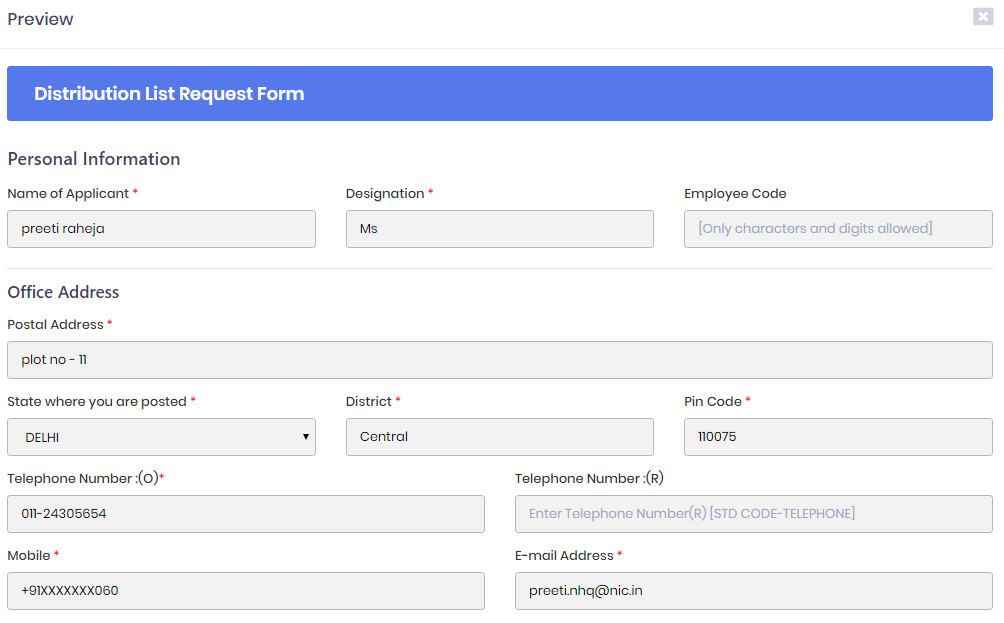 Preview
Distribution List Request Form
Personal Information
Name of Applicant * Designation * Employee Code
preeti raheja Ms [Only characters and digits allowed]
Office Address
Postal Address *
plot no - 11
State where you are posted * District * Pin Code *
DELHI Central 110075
Telephone Number :(O)* Telephone Number :(R)
011-24305654 Enter Telephone Number(R) [STD CODE-TELEPHONE]
Mobile * E-mail Address *
+91XXXXXXX060 preeti.nhq@nic.in